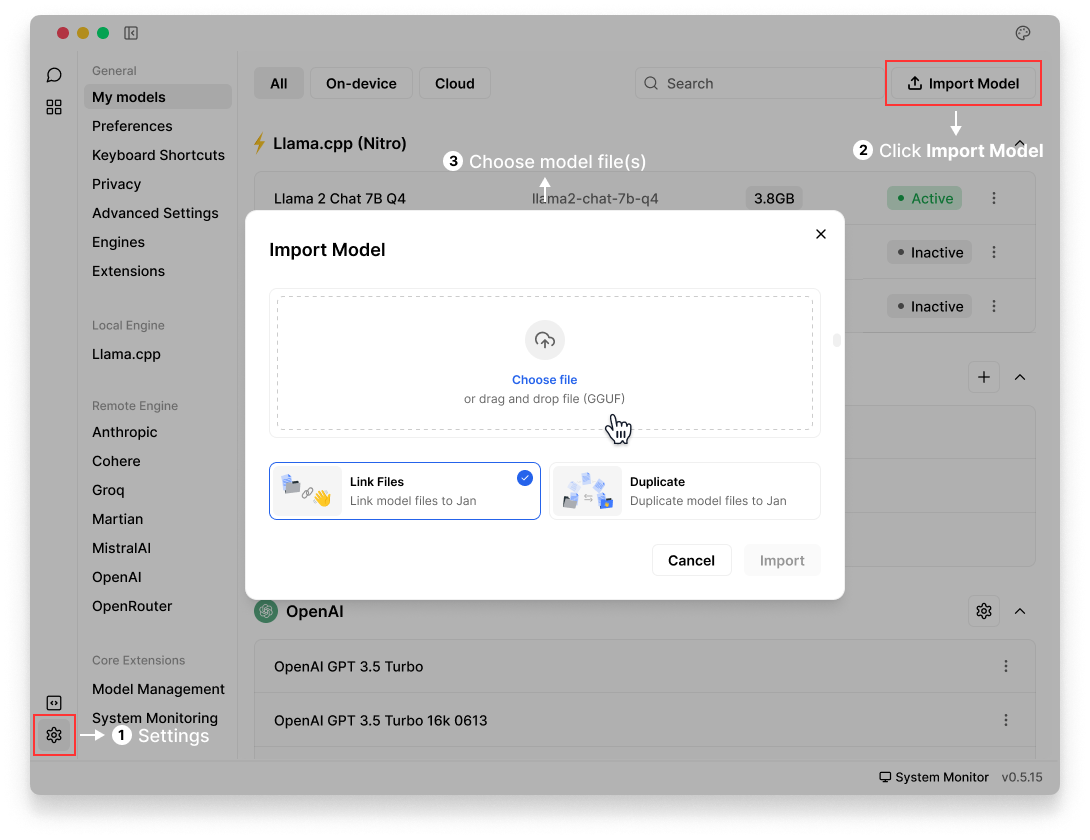 General
My models
Preferences
Keyboard Shortcuts
Privacy
Advanced Settings
Engines
Extensions
Local Engine
Llama.cpp
Remote Engine
Anthropic
Cohere
Groq
Martian
MistralAI
OpenAI
OpenRouter
Core Extensions
Model Management
System Monitoring
1 Settings
All On-device Cloud Search Import Model
2 Click Import Model
Llama.cpp (Nitro)
3 Choose model file(s)
Llama 2 Chat 7B Q4 llama2-chat-7b-q4 3.8GB Active
Inactive
Inactive
Import Model
Choose file
or drag and drop file (GGUF)
Link Files
Link model files to Jan
Duplicate
Duplicate model files to Jan
Cancel Import
OpenAI
OpenAI GPT 3.5 Turbo
OpenAI GPT 3.5 Turbo 16k 0613
System Monitor v0.5.15